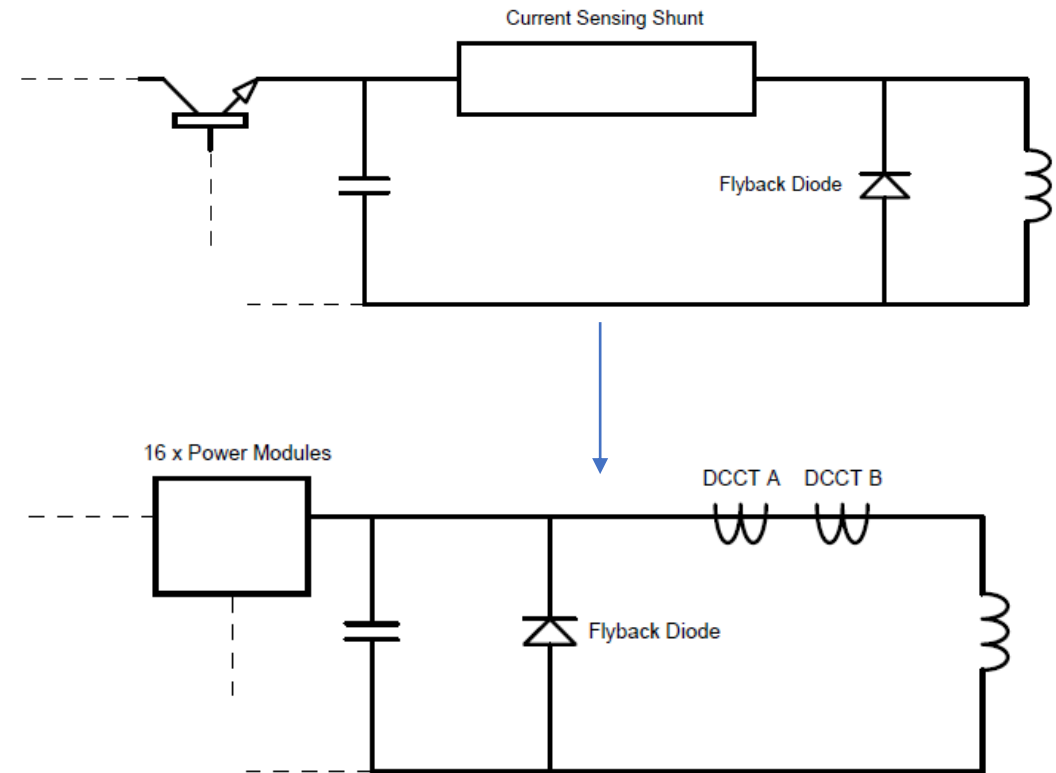 Current Sensing Shunt
Flyback Diode
16 x Power Modules
DCCT A DCCT B
Flyback Diode